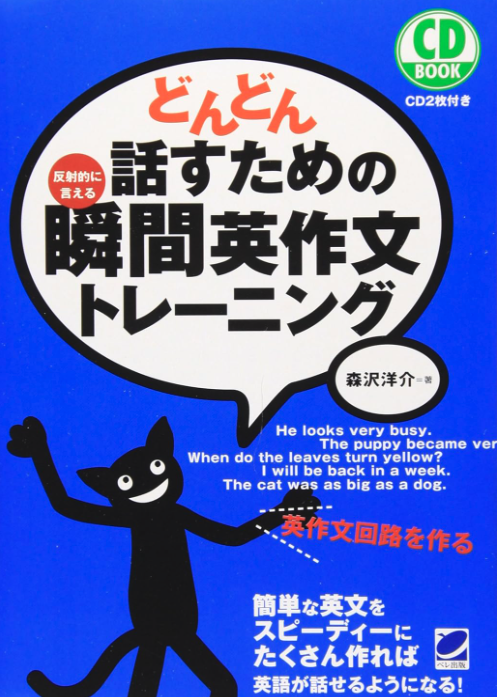 CD
BOOK
CD2枚付き
どんどん
反射的に
言える
話すための
瞬間英作文
トレーニング
森沢洋介=著
He looks very busy.
The puppy became ver
When do the leaves turn yellow?
I will be back in a week.
The cat was as big as a dog.
英作文回路を作る
簡単な英文を
スピーディーに
たくさん作れば
英語が話せるようになる!
ベレ出版